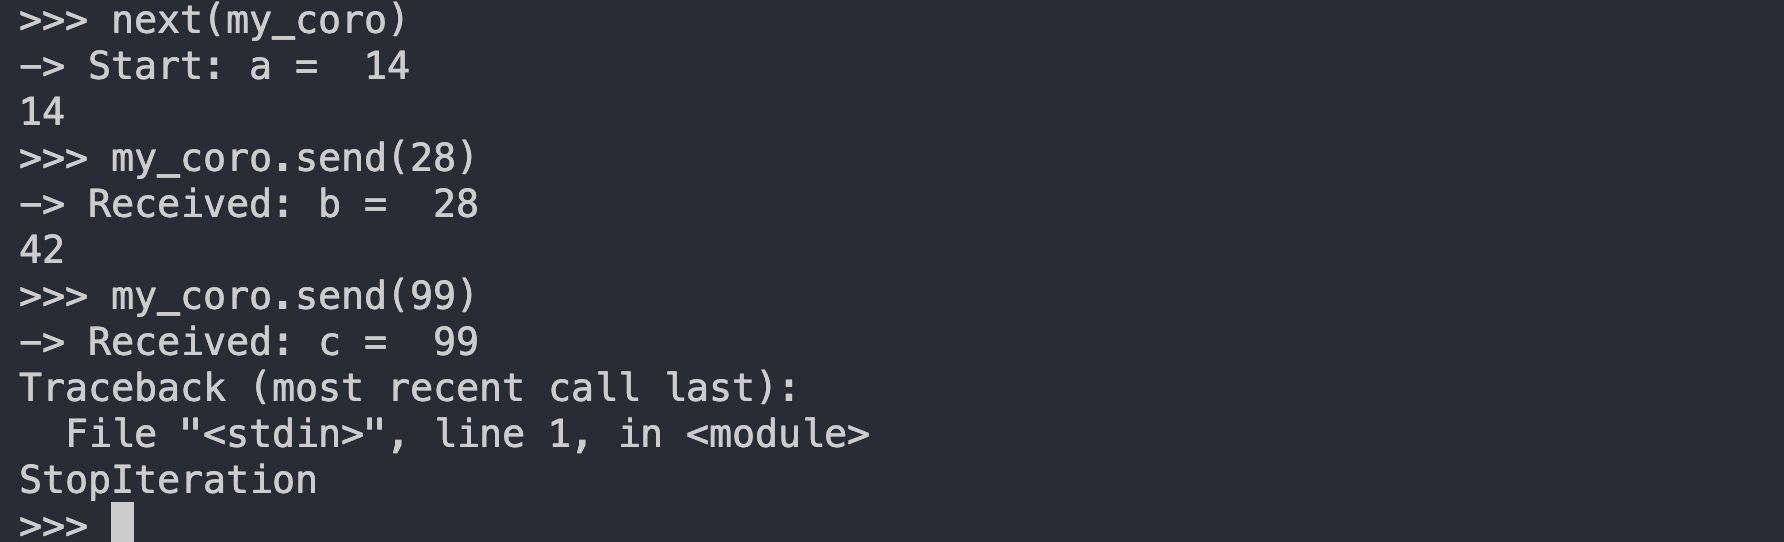 >>> next(my_coro)
-> Start: a =  14
14
>>> my_coro.send(28)
-> Received: b =  28
42
>>> my_coro.send(99)
-> Received: c =  99
Traceback (most recent call last):
  File "<stdin>", line 1, in <module>
StopIteration
>>>